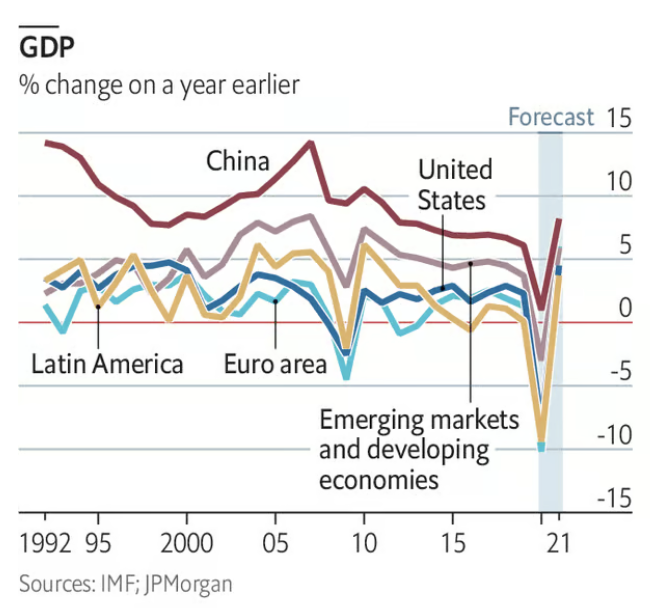 GDP
% change on a year earlier
Forecast 15
China
United
States
10
5
0
Latin America
Euro area
-5
Emerging markets
and developing
economies
-10
-15
1992 95 2000 05 10 15 21
Sources: IMF; JPMorgan